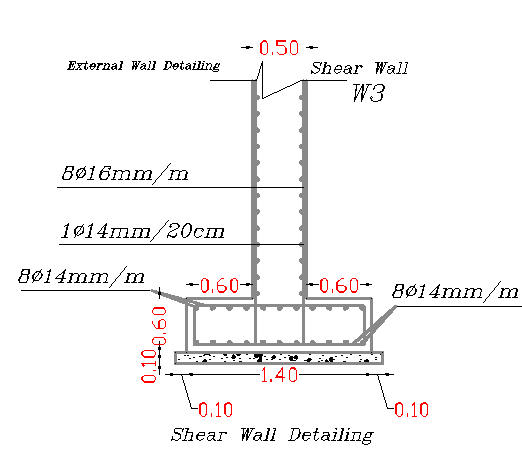 0.50
External Wall Detailing
Shear Wall
W3
8ø16mm/m
1ø14mm/20cm
8ø14mm/m
0.60
0.60
8ø14mm/m
0.60
0.10
1.40
0.10
0.10
Shear Wall Detailing